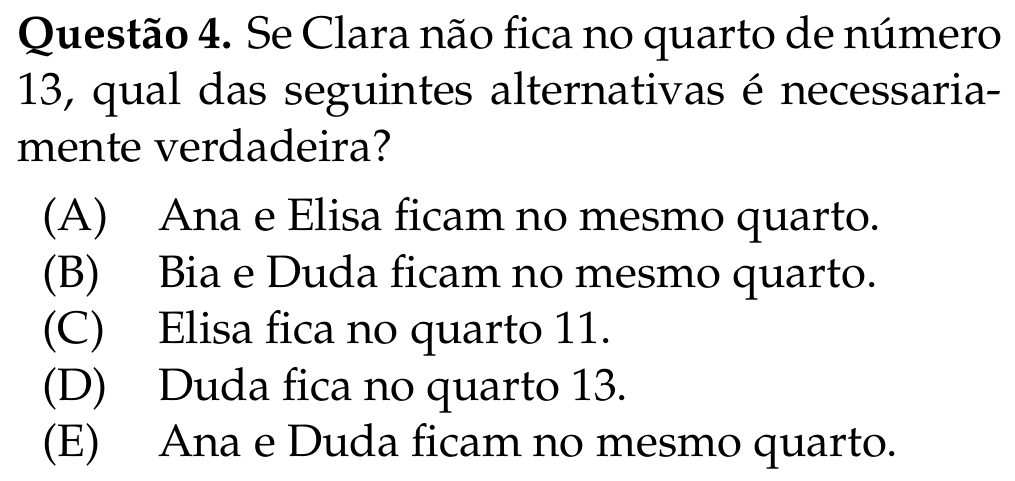 Questão 4. Se Clara não fica no quarto de número
13, qual das seguintes alternativas é necessaria-
mente verdadeira?
(A) Ana e Elisa ficam no mesmo quarto.
(B) Bia e Duda ficam no mesmo quarto.
(C) Elisa fica no quarto 11.
(D) Duda fica no quarto 13.
(E) Ana e Duda ficam no mesmo quarto.